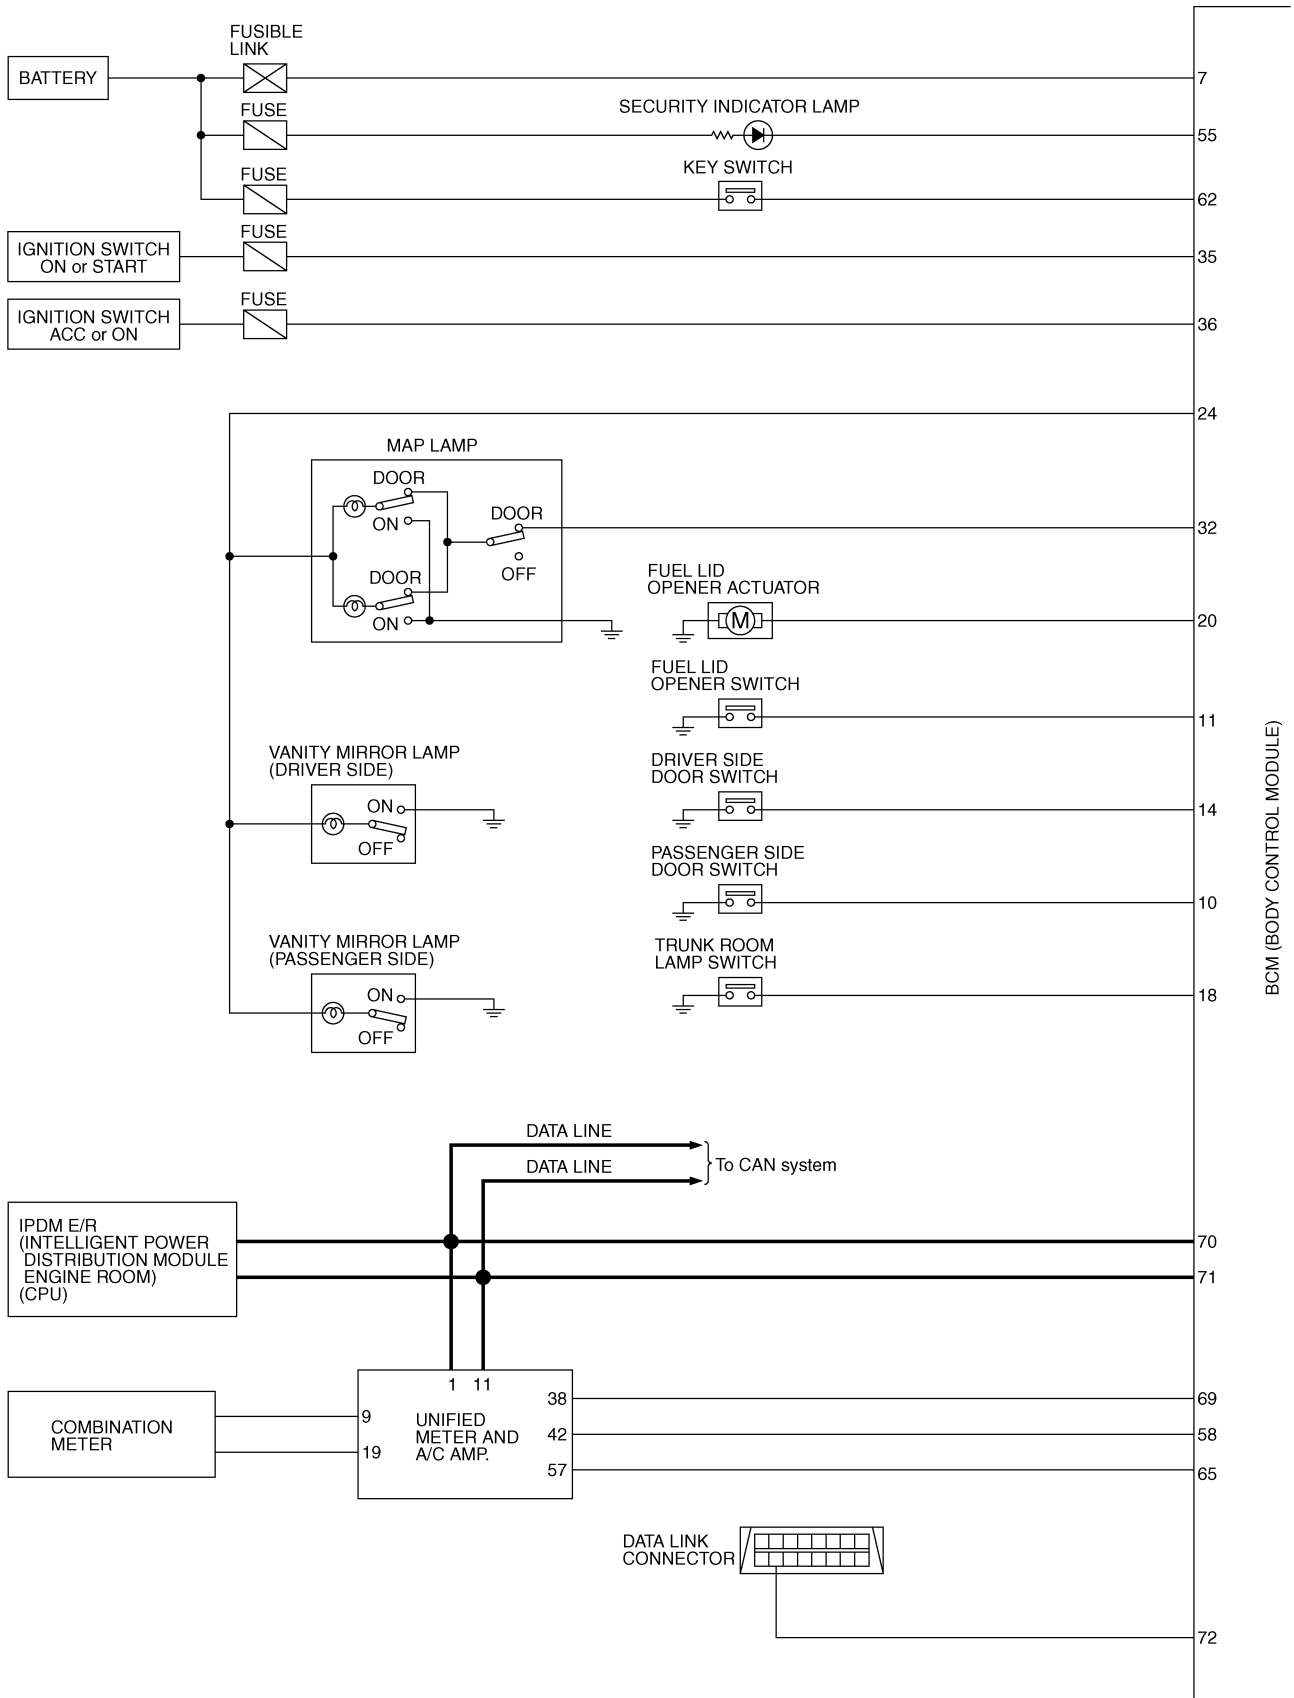 FUSIBLE
LINK
BATTERY
7
FUSE
SECURITY INDICATOR LAMP
55
FUSE
KEY SWITCH
62
IGNITION SWITCH
ON or START
FUSE
35
IGNITION SWITCH
ACC or ON
FUSE
36
24
MAP LAMP
DOOR
ON
DOOR
OFF
32
DOOR
ON
FUEL LID
OPENER ACTUATOR
M
20
FUEL LID
OPENER SWITCH
11
VANITY MIRROR LAMP
(DRIVER SIDE)
ON
OFF
DRIVER SIDE
DOOR SWITCH
14
PASSENGER SIDE
DOOR SWITCH
10
VANITY MIRROR LAMP
(PASSENGER SIDE)
ON
OFF
TRUNK ROOM
LAMP SWITCH
18
BCM (BODY CONTROL MODULE)
DATA LINE
DATA LINE
To CAN system
IPDM E/R
(INTELLIGENT POWER
DISTRIBUTION MODULE
ENGINE ROOM)
(CPU)
70
71
1 11
COMBINATION
METER
9
19
UNIFIED
METER AND
A/C AMP.
38
42
57
69
58
65
DATA LINK
CONNECTOR
72